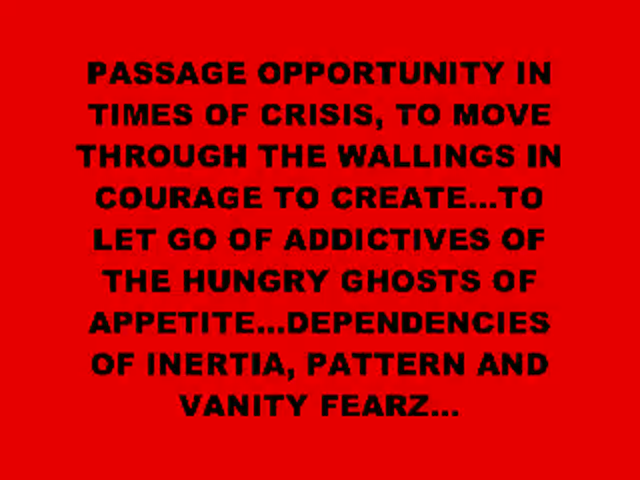 PASSAGE OPPORTUNITY IN
TIMES OF CRISIS, TO MOVE
THROUGH THE WALLINGS IN
COURAGE TO CREATE...TO
LET GO OF ADDICTIVES OF
THE HUNGRY GHOSTS OF
APPETITE...DEPENDENCIES
OF INERTIA, PATTERN AND
VANITY FEARZ...